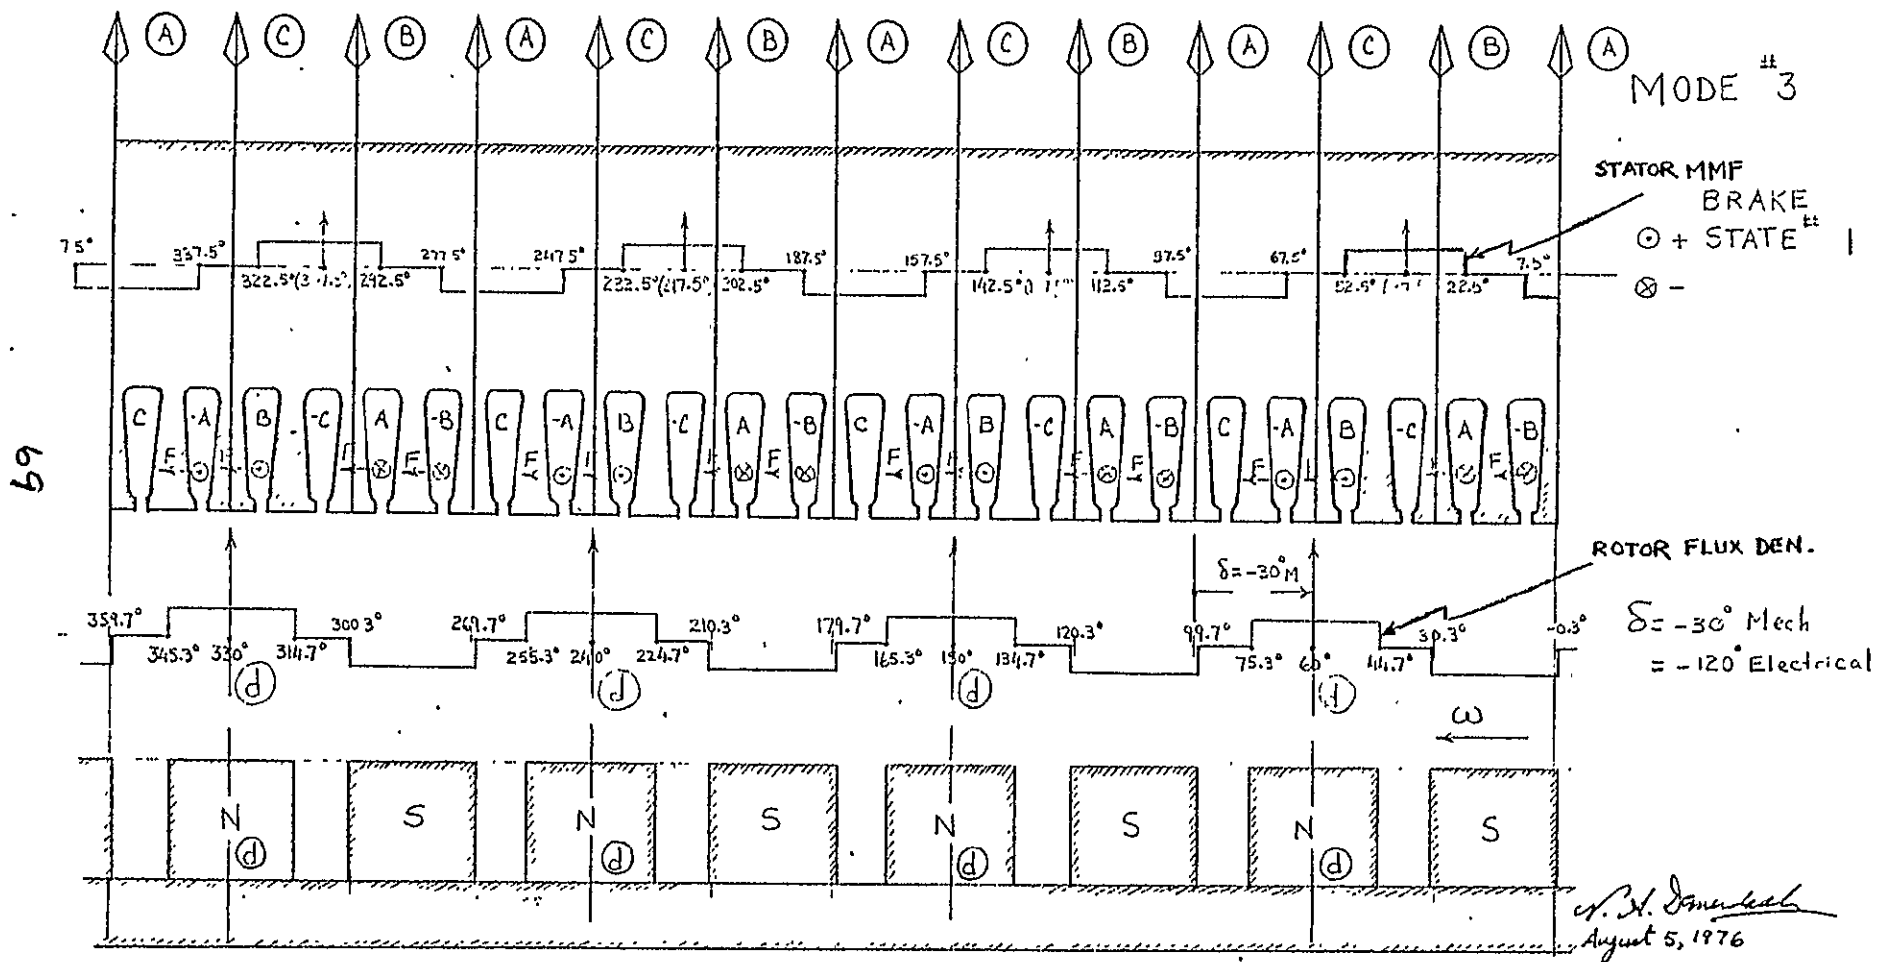 A C B A C B A C B A C B A
MODE #3
STATOR MMF
BRAKE
⊙ + STATE # 1
⊗ -
7.5° 337.5° 277.5° 247.5° 187.5° 157.5° 97.5° 67.5° 7.5°
322.5° 292.5° 232.5° 202.5° 142.5° 112.5° 52.5° 22.5°
C -A B -C A -B C -A B -C A -B C -A B -C A -B C -A B -C A -B
F F F F F F F F
69
ROTOR FLUX DEN.
δ=-30°M
359.7° 300.3° 269.7° 210.3° 179.7° 120.3° 99.7° 30.3° -0.3°
345.3° 330° 314.7° 255.3° 240° 224.7° 165.3° 150° 134.7° 75.3° 60° 44.7°
δ= -30° Mech
= -120° Electrical
d d d
ω
N S N S N S N S
d d d d
August 5, 1976